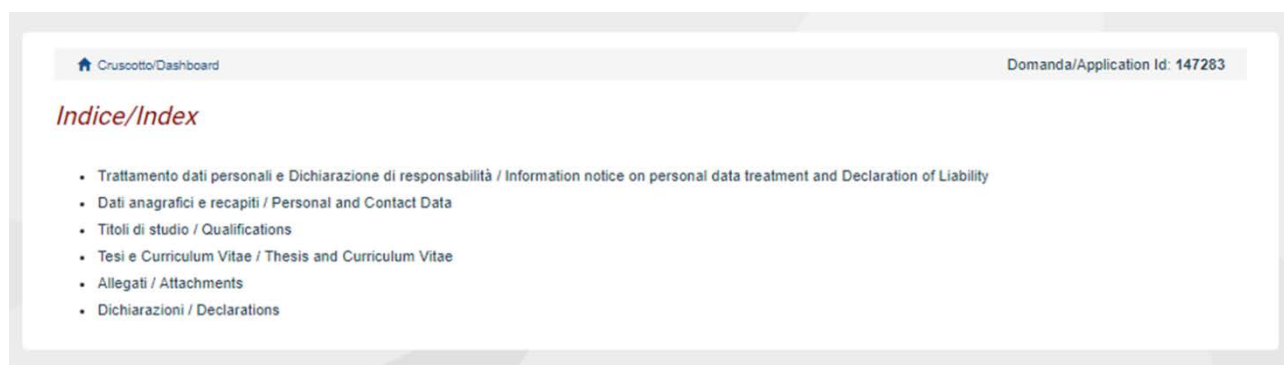 Cruscotto/Dashboard
Domanda/Application Id: 147283
Indice/Index
Trattamento dati personali e Dichiarazione di responsabilità / Information notice on personal data treatment and Declaration of Liability
Dati anagrafici e recapiti / Personal and Contact Data
Titoli di studio / Qualifications
Tesi e Curriculum Vitae / Thesis and Curriculum Vitae
Allegati / Attachments
Dichiarazioni / Declarations